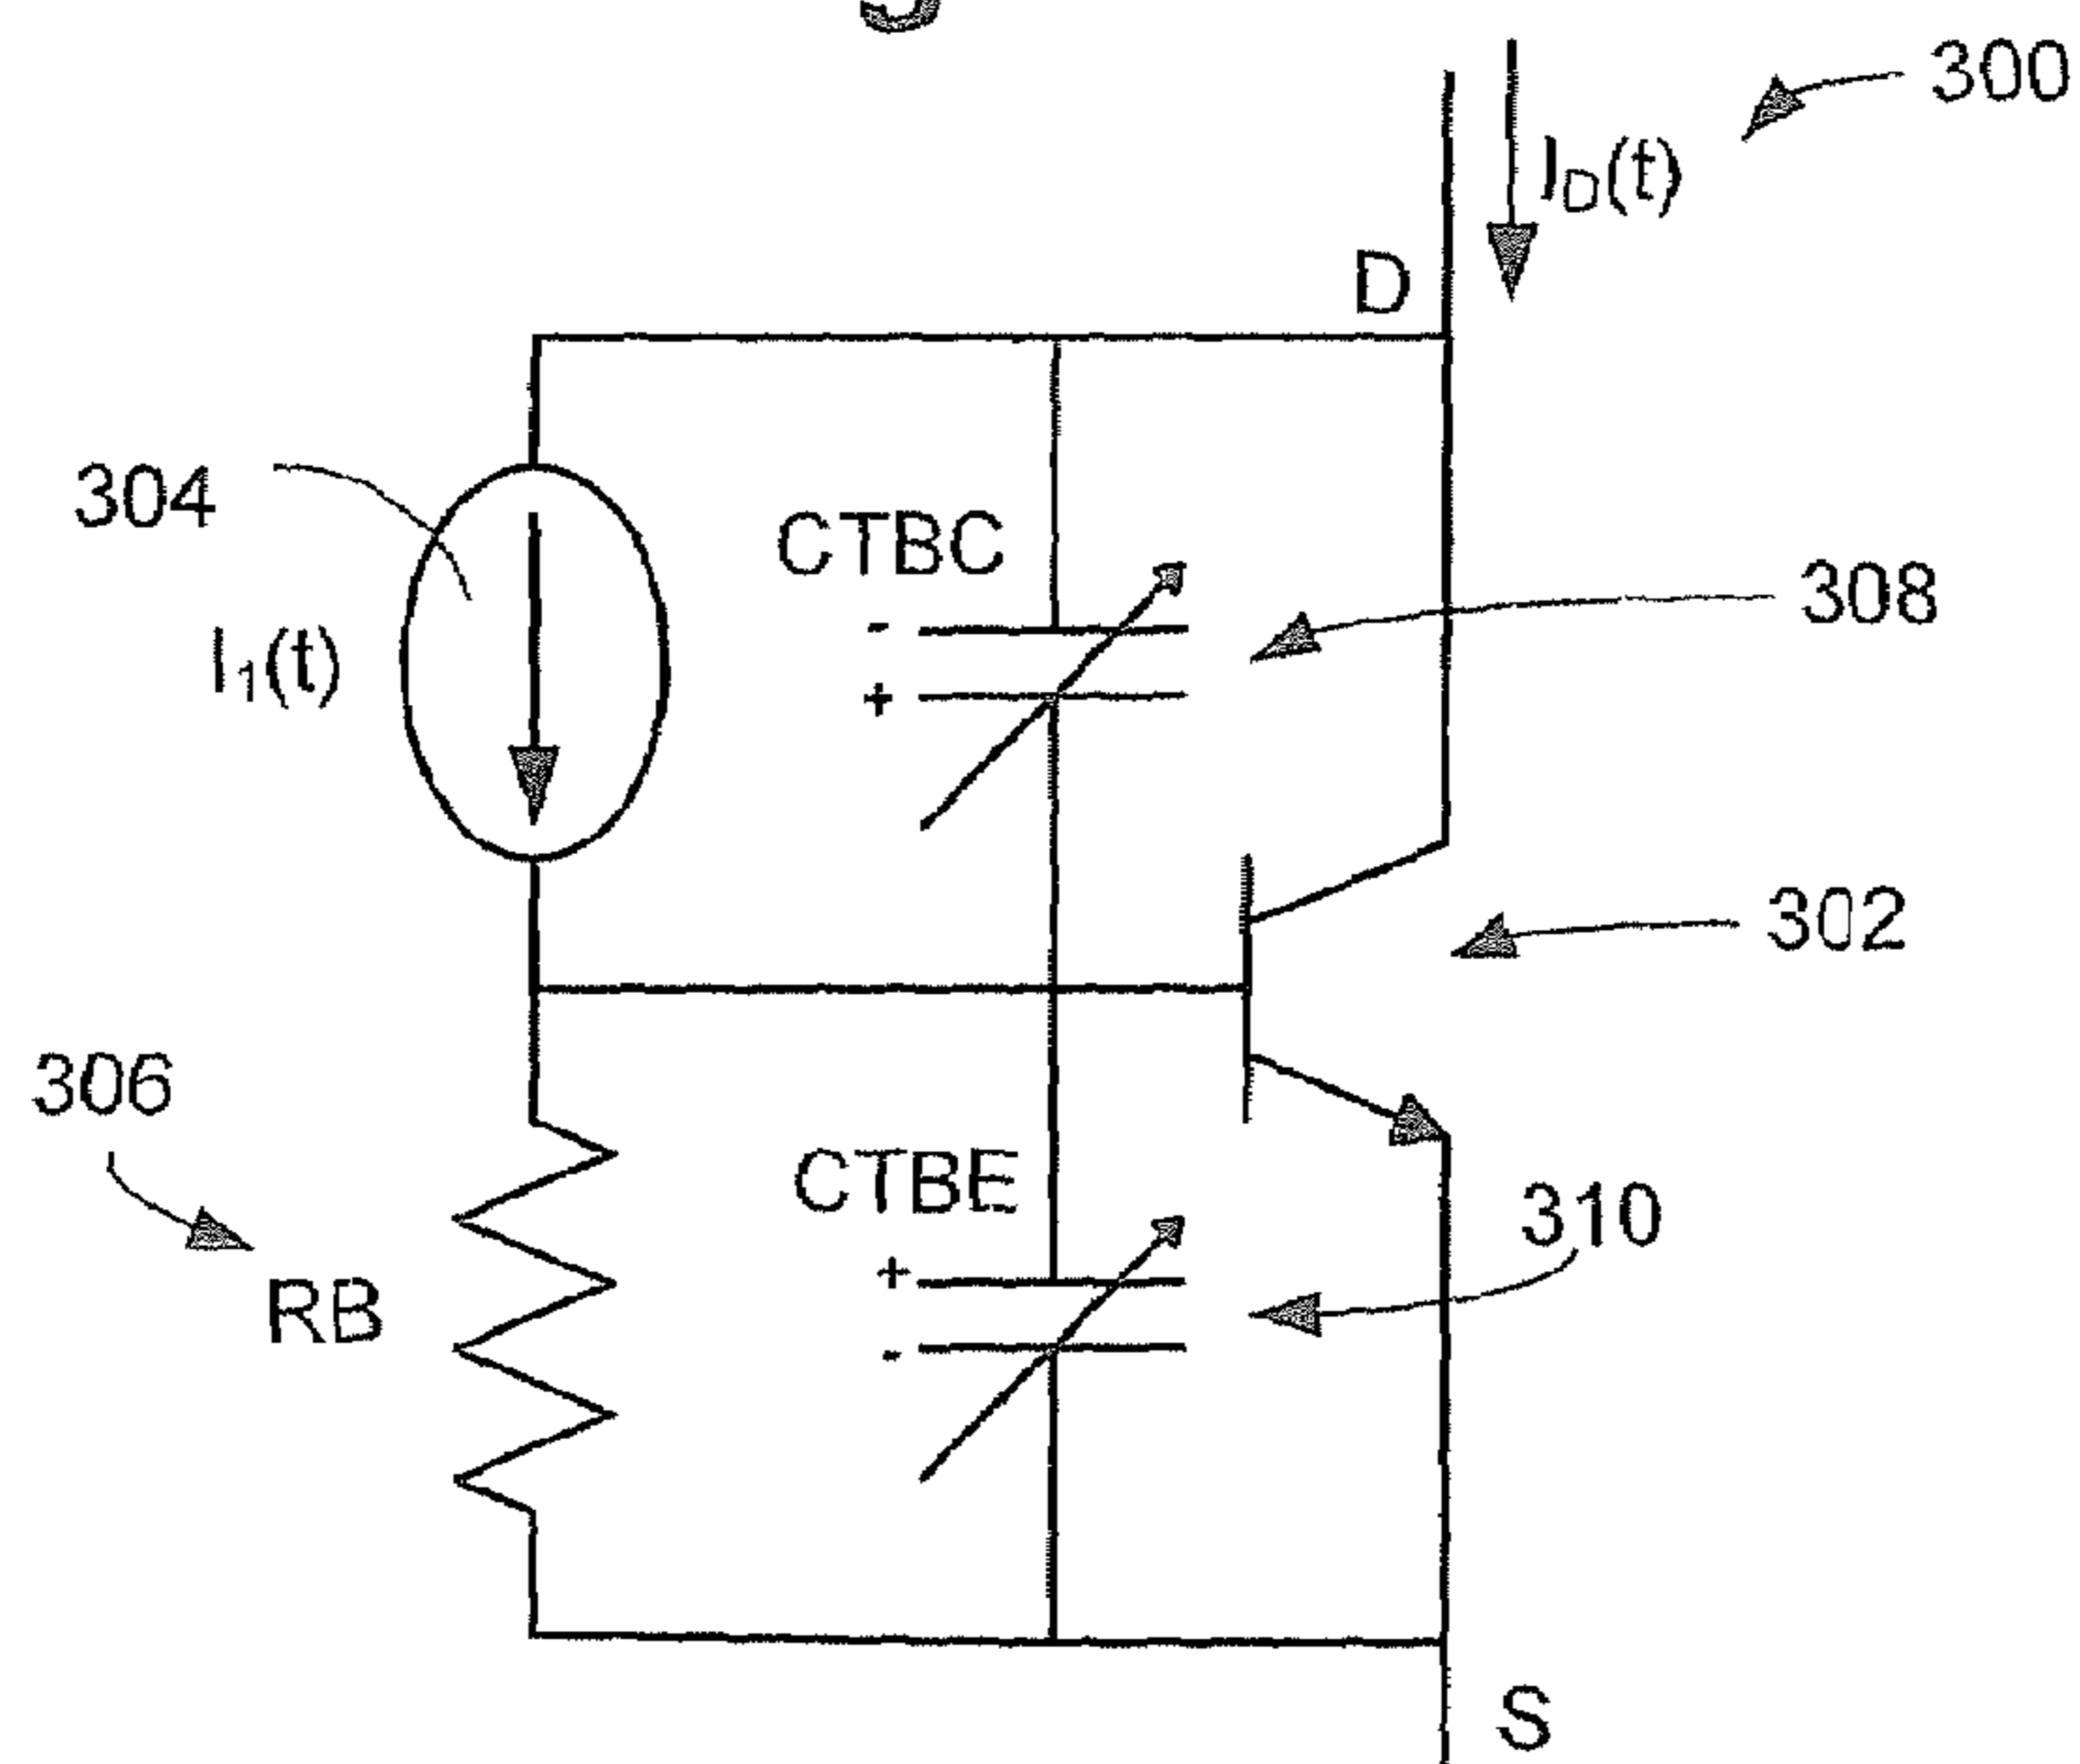 300
I_D(t)
D
304
CTBC
308
-
+
I_1(t)
302
306
CTBE
310
+
RB
-
S